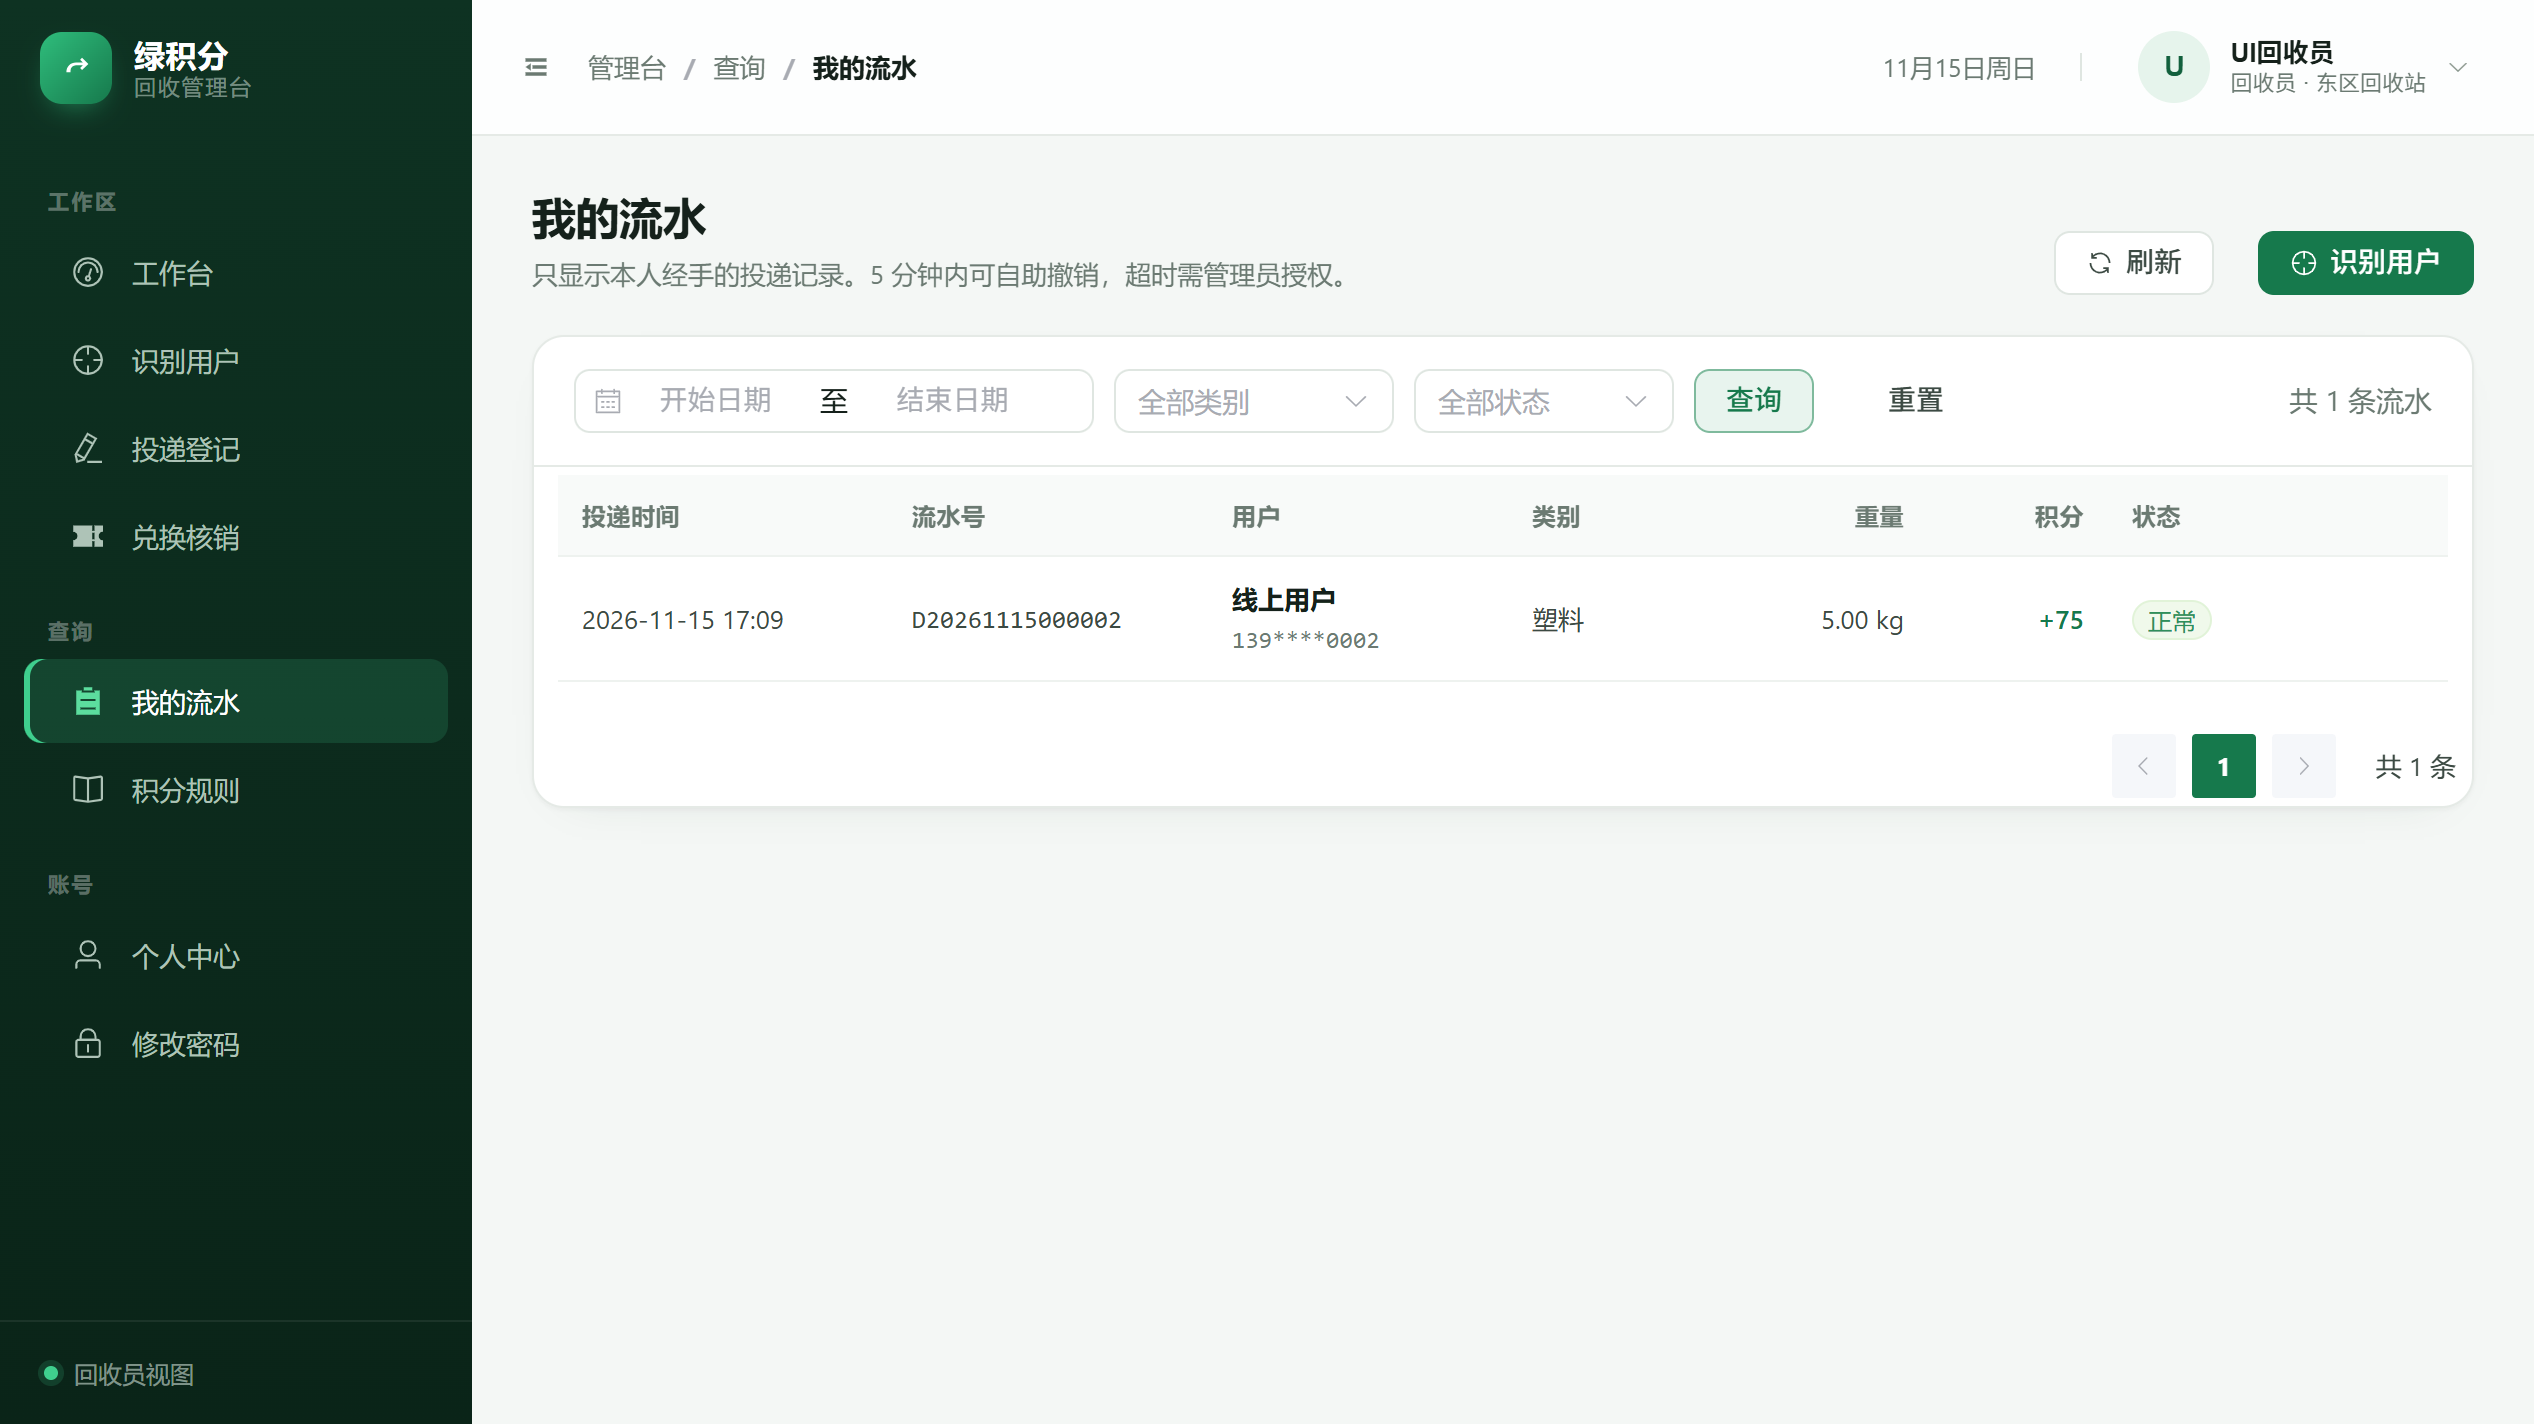 绿积分
回收管理台
工作区
工作台
识别用户
投递登记
兑换核销
查询
我的流水
积分规则
账号
个人中心
修改密码
回收员视图
管理台 / 查询 / 我的流水
11月15日周日
U
UI回收员
回收员 · 东区回收站
我的流水
只显示本人经手的投递记录。5 分钟内可自助撤销，超时需管理员授权。
刷新
识别用户
开始日期 至 结束日期
全部类别
全部状态
查询
重置
共 1 条流水
投递时间 流水号 用户 类别 重量 积分 状态
2026-11-15 17:09 D20261115000002 线上用户 塑料 5.00 kg +75 正常
139****0002
1
共 1 条